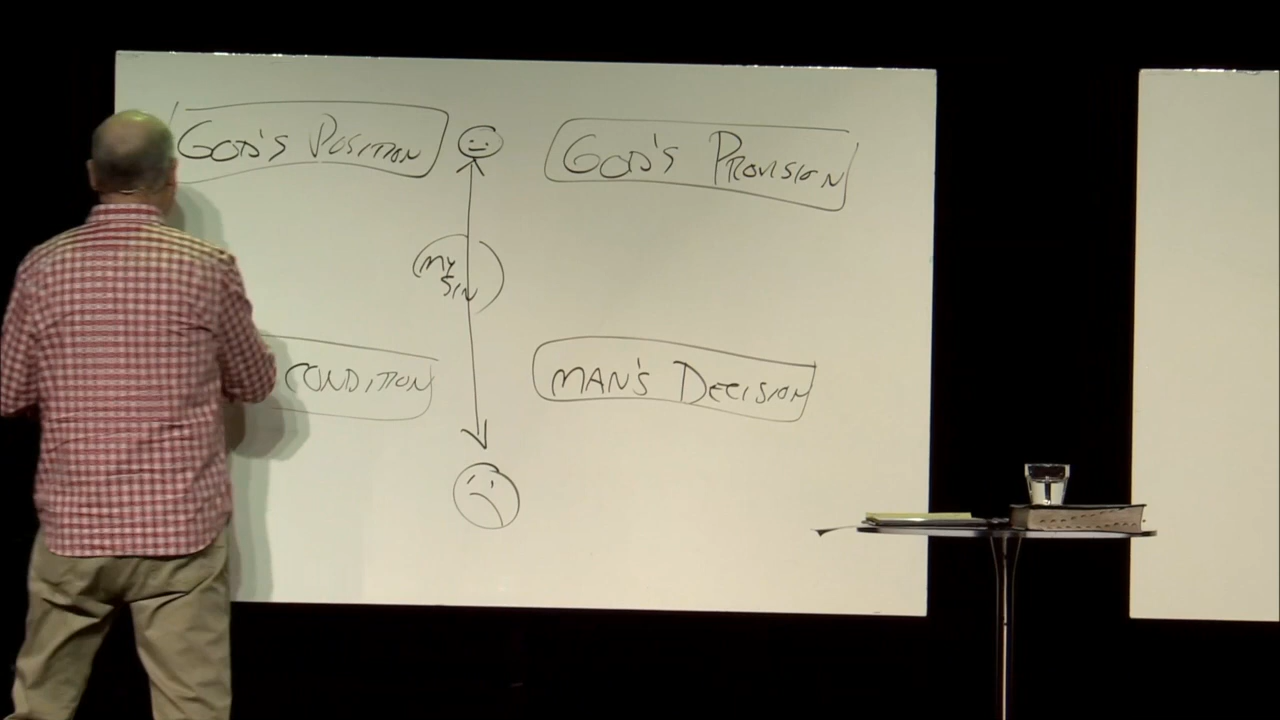 GOD'S POSITION
GOD'S PROVISION
MY
SIN
CONDITION
MAN'S DECISION